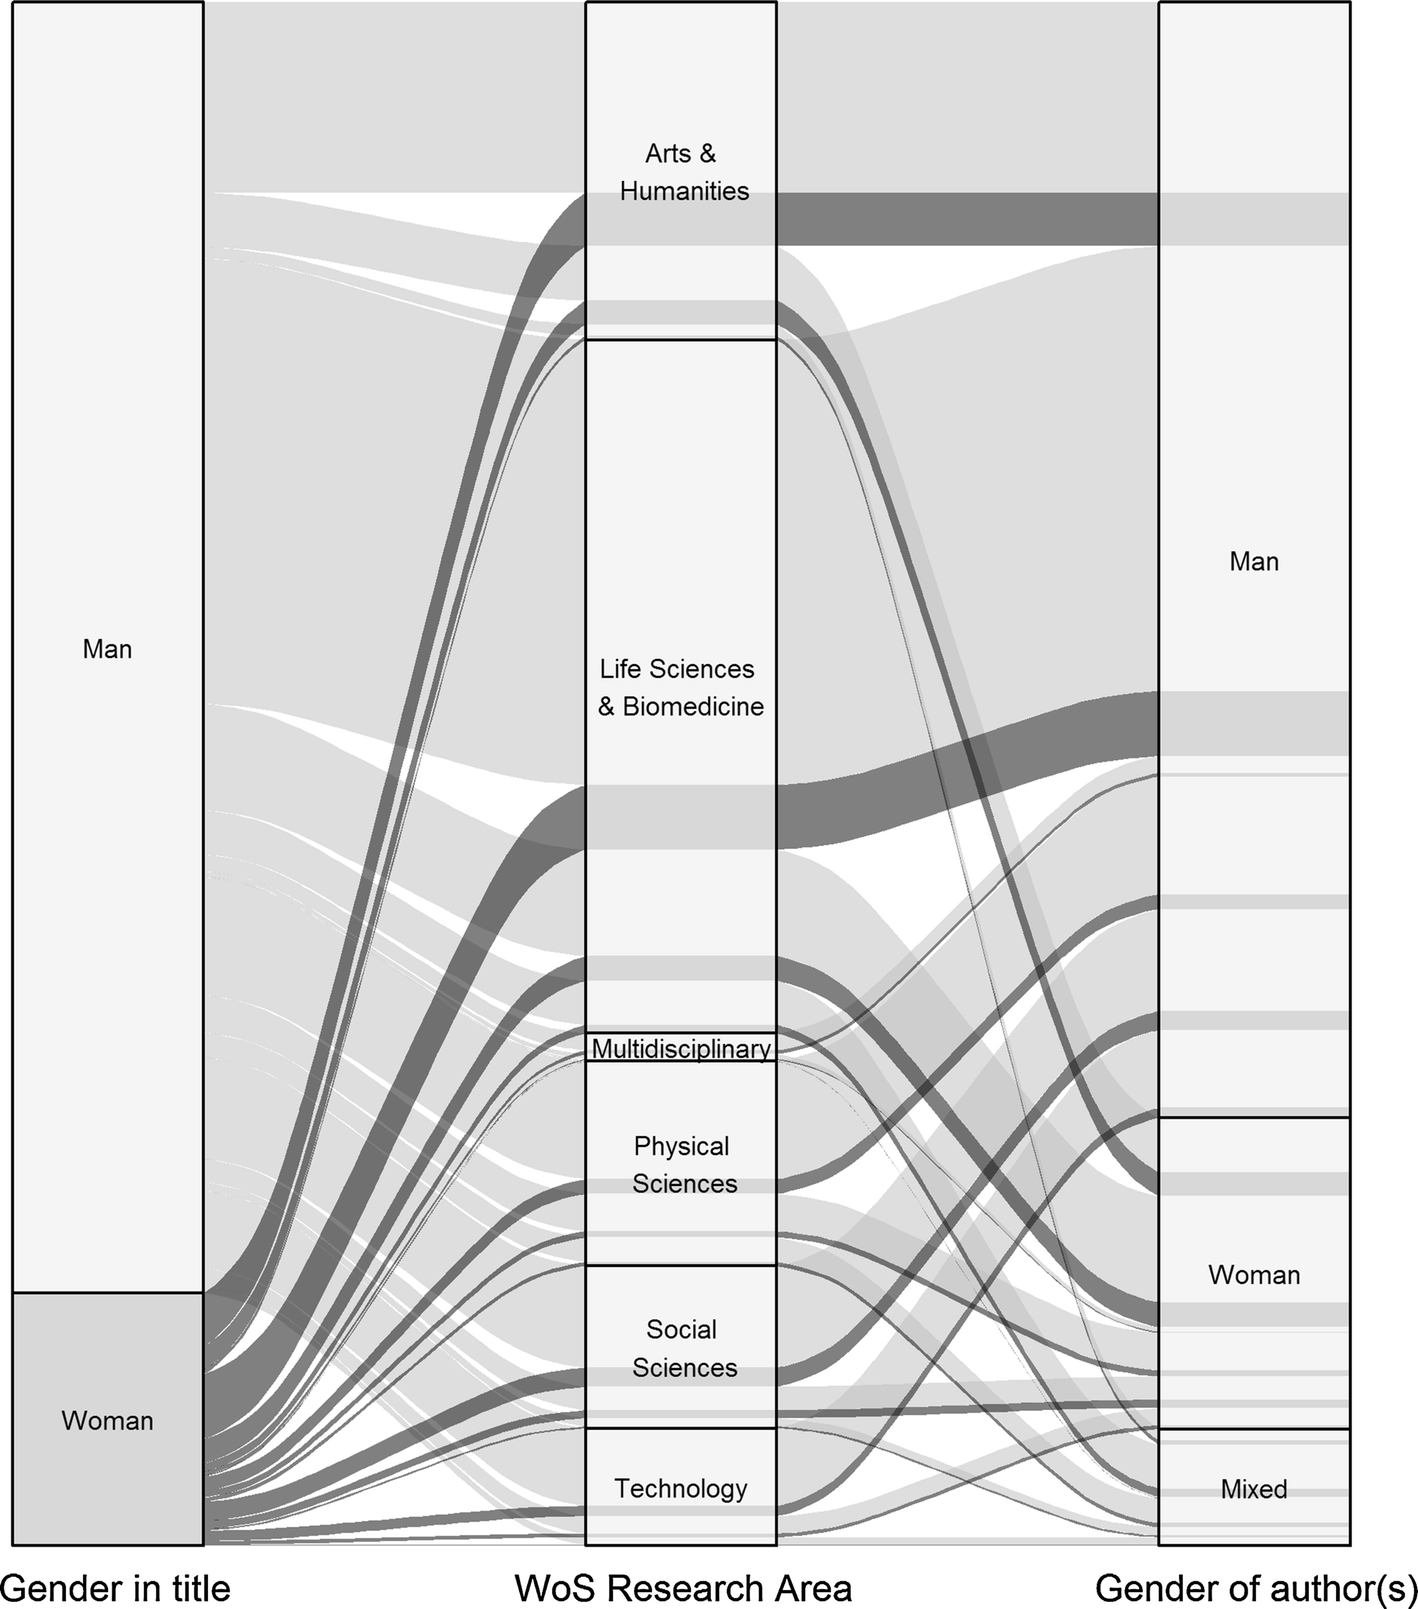 Arts &
Humanities
Man
Man
Life Sciences
& Biomedicine
Multidisciplinary
Physical
Sciences
Woman
Social
Sciences
Woman
Technology
Mixed
Gender in title
WoS Research Area
Gender of author(s)